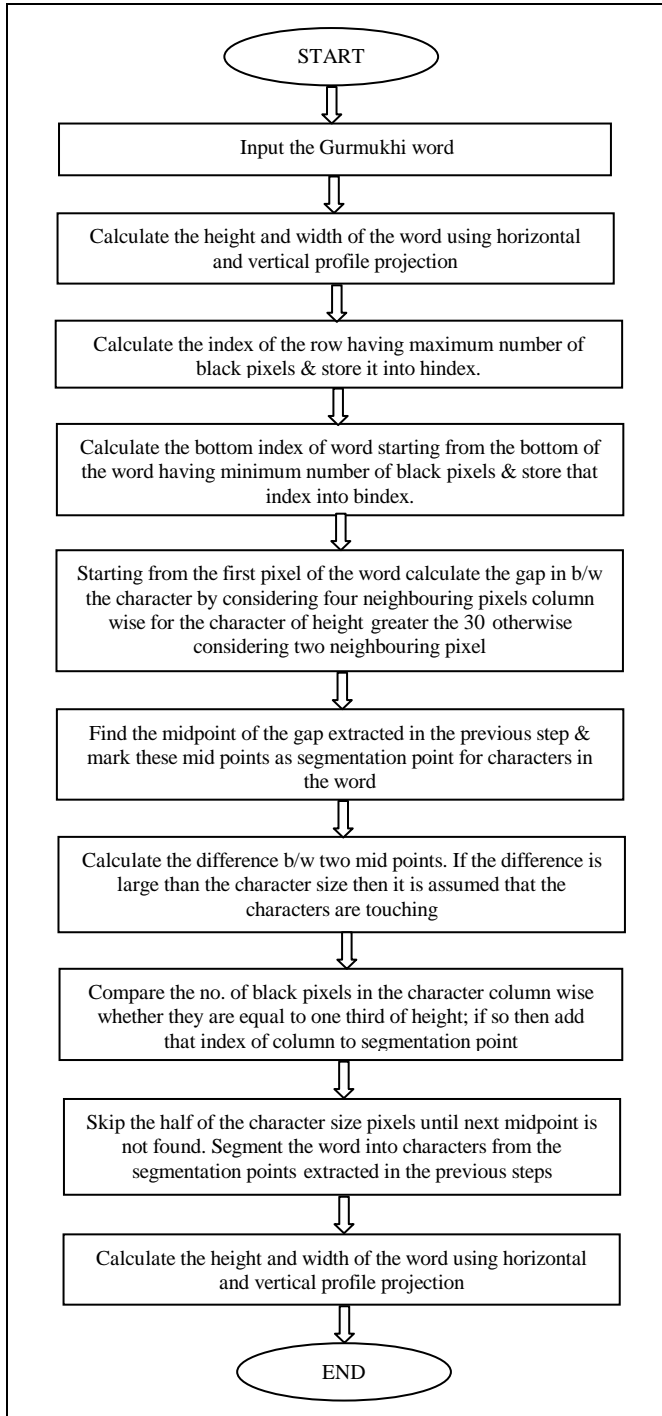 START
Input the Gurmukhi word
Calculate the height and width of the word using horizontal
and vertical profile projection
Calculate the index of the row having maximum number of
black pixels & store it into hindex.
Calculate the bottom index of word starting from the bottom of
the word having minimum number of black pixels & store that
index into bindex.
Starting from the first pixel of the word calculate the gap in b/w
the character by considering four neighbouring pixels column
wise for the character of height greater the 30 otherwise
considering two neighbouring pixel
Find the midpoint of the gap extracted in the previous step &
mark these mid points as segmentation point for characters in
the word
Calculate the difference b/w two mid points. If the difference is
large than the character size then it is assumed that the
characters are touching
Compare the no. of black pixels in the character column wise
whether they are equal to one third of height; if so then add
that index of column to segmentation point
Skip the half of the character size pixels until next midpoint is
not found. Segment the word into characters from the
segmentation points extracted in the previous steps
Calculate the height and width of the word using horizontal
and vertical profile projection
END